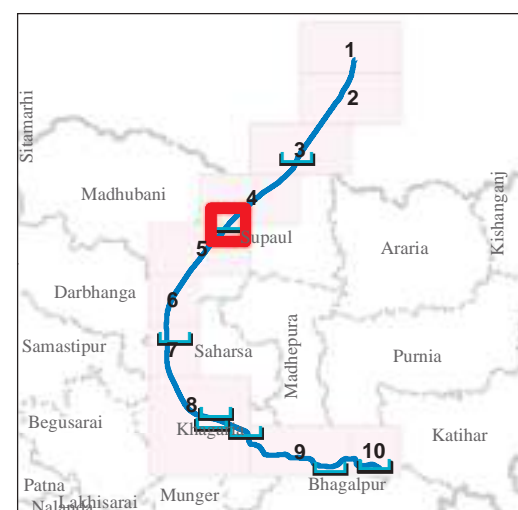 1
2
Sitamarhi
3
Kishanganj
Madhubani
4
Supaul
5
Araria
Darbhanga
6
Madhepura
Samastipur
7
Saharsa
Purnia
8
Begusarai
Katihar
9
10
Patna
Bhagalpur
Munger
Lakhisarai